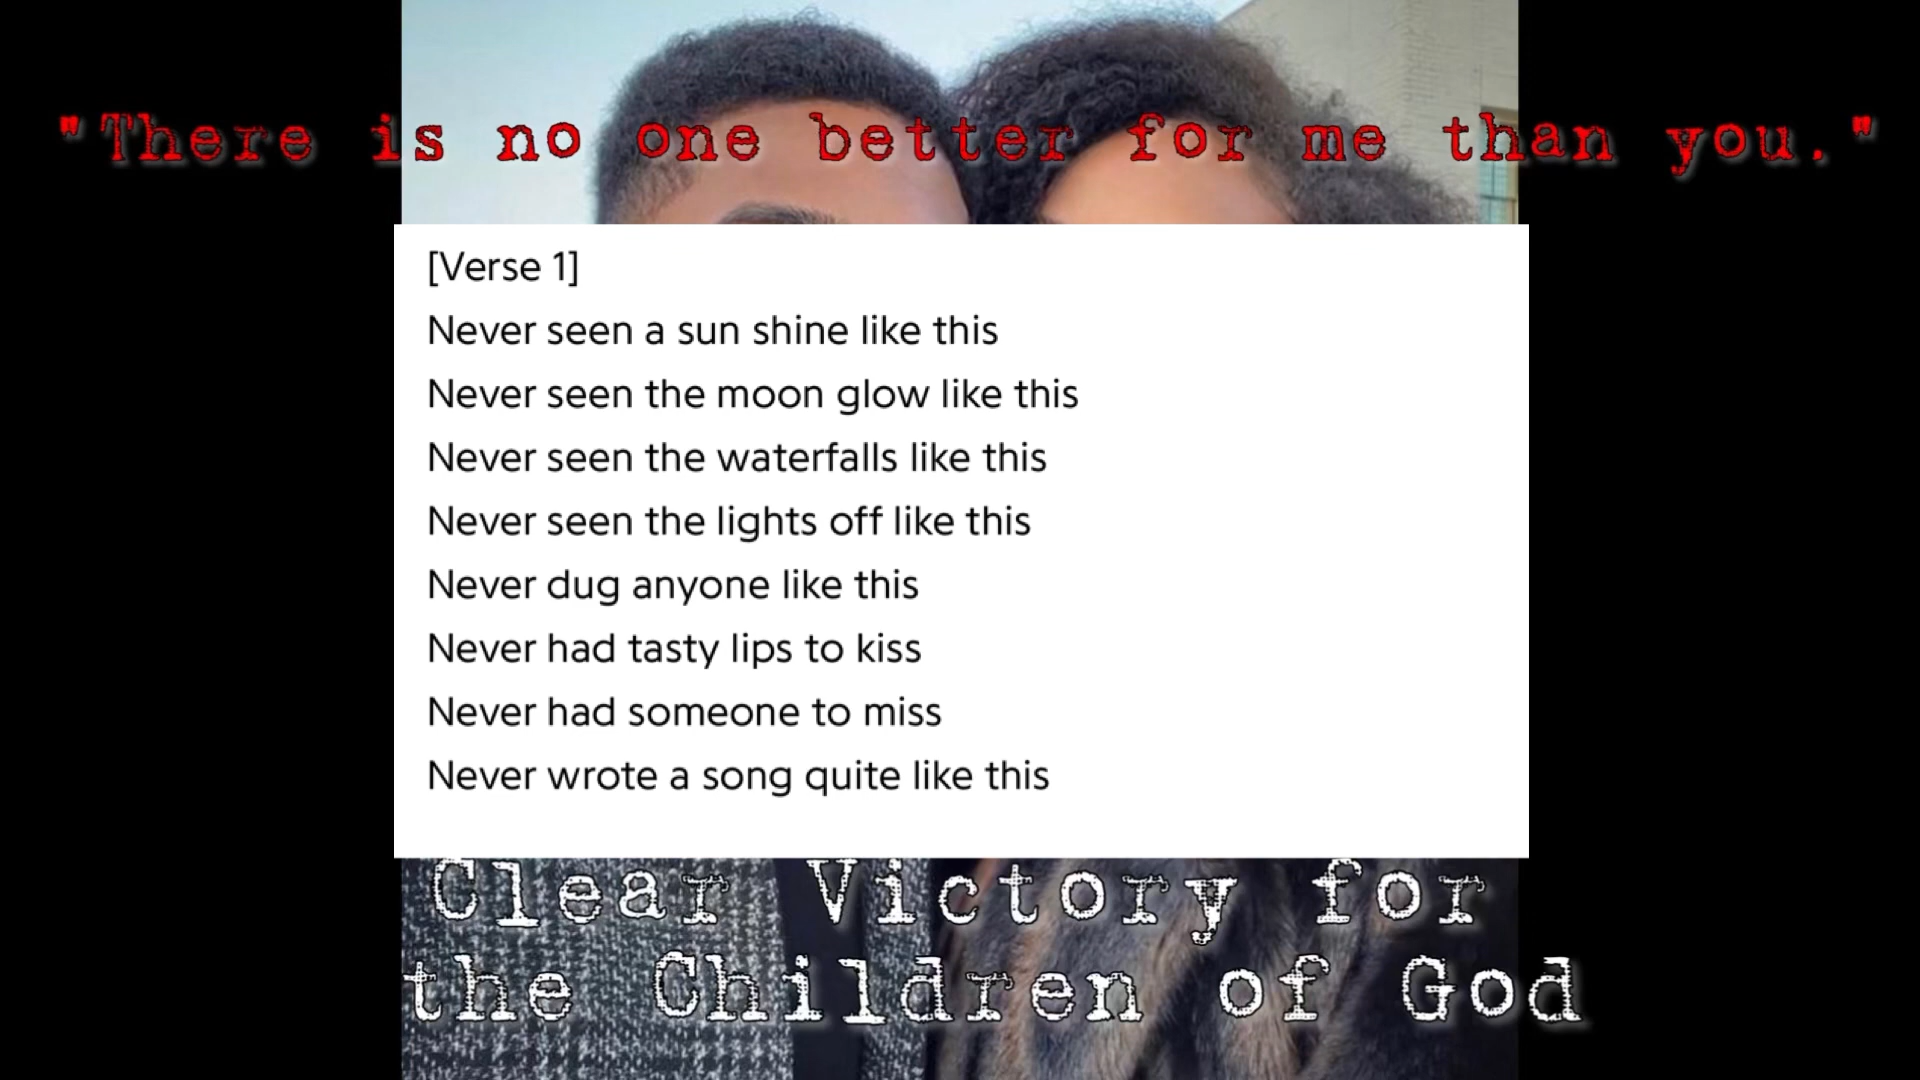 "There is no one better for me than you."
[Verse 1]
Never seen a sun shine like this
Never seen the moon glow like this
Never seen the waterfalls like this
Never seen the lights off like this
Never dug anyone like this
Never had tasty lips to kiss
Never had someone to miss
Never wrote a song quite like this
Clear Victory for
the Children of God